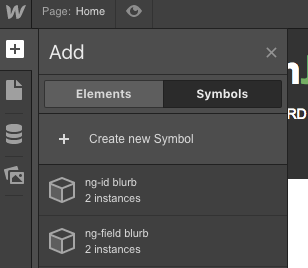 Page: Home
Add
Elements Symbols
Create new Symbol
ng-id blurb
2 instances
ng-field blurb
2 instances
RD